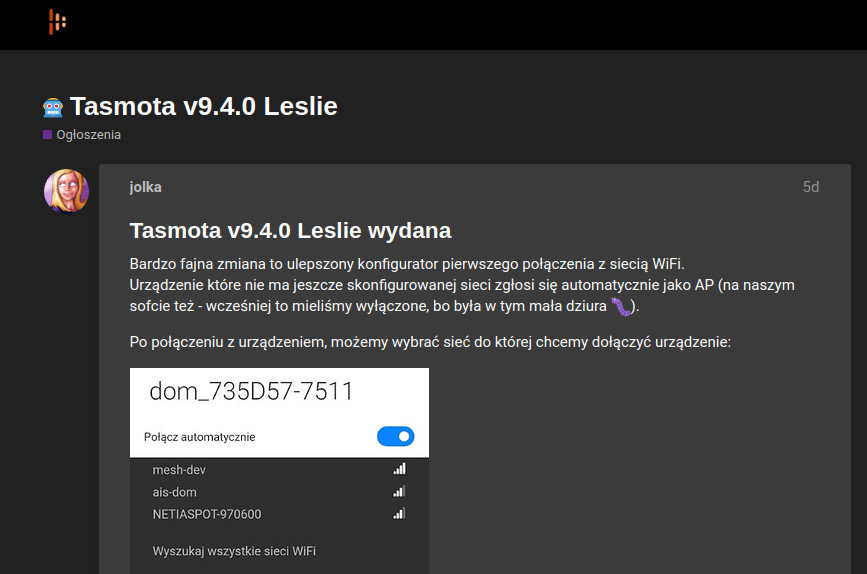 Tasmota v9.4.0 Leslie
Ogłoszenia
jolka
5d
Tasmota v9.4.0 Leslie wydana
Bardzo fajna zmiana to ulepszony konfigurator pierwszego połączenia z siecią WiFi.
Urządzenie które nie ma jeszcze skonfigurowanej sieci zgłosi się automatycznie jako AP (na naszym
sofcie też - wcześniej to mieliśmy wyłączone, bo była w tym mała dziura ).
Po połączeniu z urządzeniem, możemy wybrać sieć do której chcemy dołączyć urządzenie:
dom_735D57-7511
Połącz automatycznie
mesh-dev
ais-dom
NETIASPOT-970600
Wyszukaj wszystkie sieci WiFi